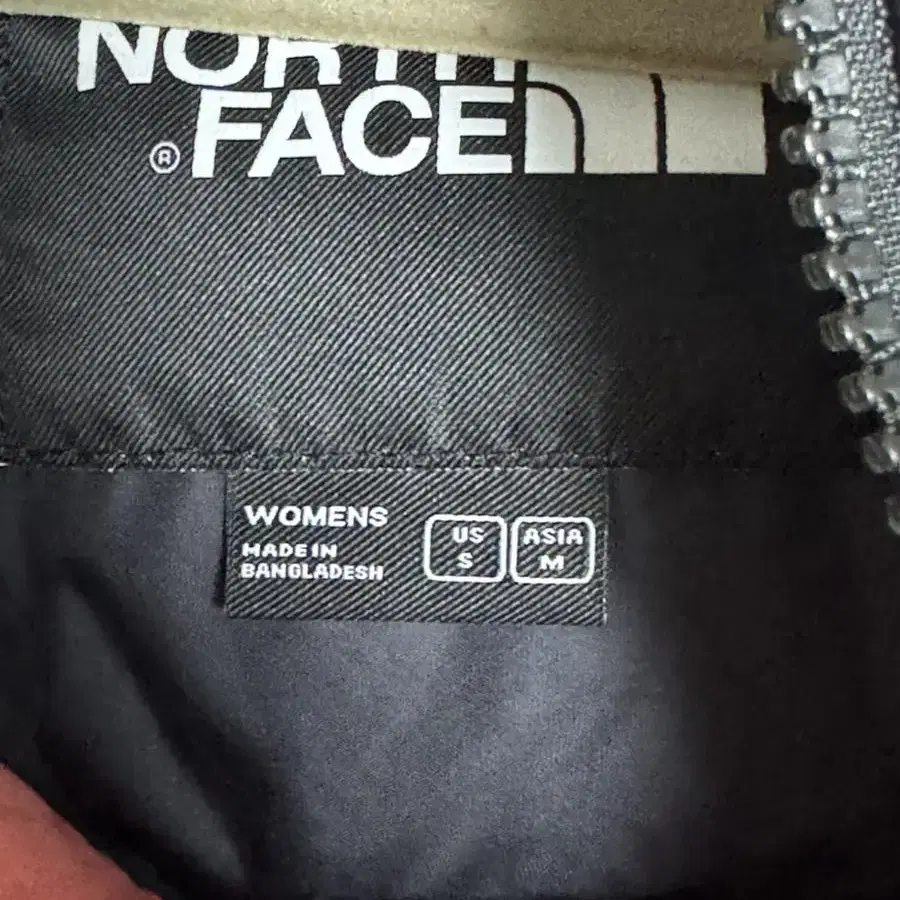 NORTH
® FACE
WOMENS
MADE IN
BANGLADESH
US
S
ASIA
M